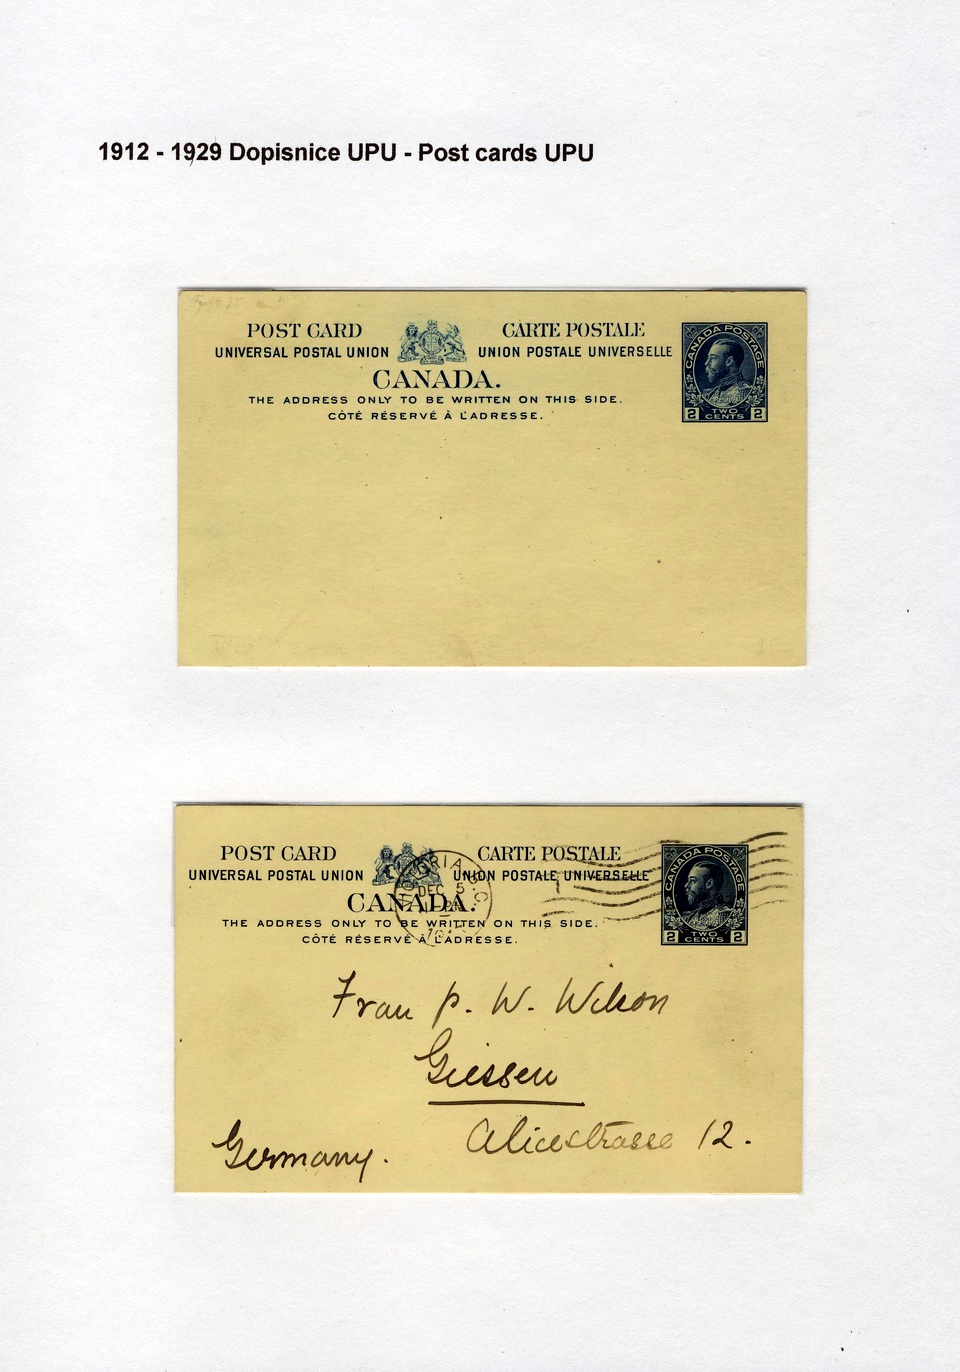 1912 - 1929 Dopisnice UPU - Post cards UPU
POST CARD CARTE POSTALE
UNIVERSAL POSTAL UNION UNION POSTALE UNIVERSELLE
CANADA.
THE ADDRESS ONLY TO BE WRITTEN ON THIS SIDE.
CÔTÉ RÉSERVÉ À L'ADRESSE.
CANADA POSTAGE
2 TWO CENTS 2
POST CARD CARTE POSTALE
UNIVERSAL POSTAL UNION UNION POSTALE UNIVERSELLE
CANADA.
THE ADDRESS ONLY TO BE WRITTEN ON THIS SIDE.
CÔTÉ RÉSERVÉ À L'ADRESSE.
CANADA POSTAGE
2 TWO CENTS 2
VICTORIA B.C.
DEC 5
PM
Frau P. W. Wilson
Giessen
Alicestrasse 12.
Germany.